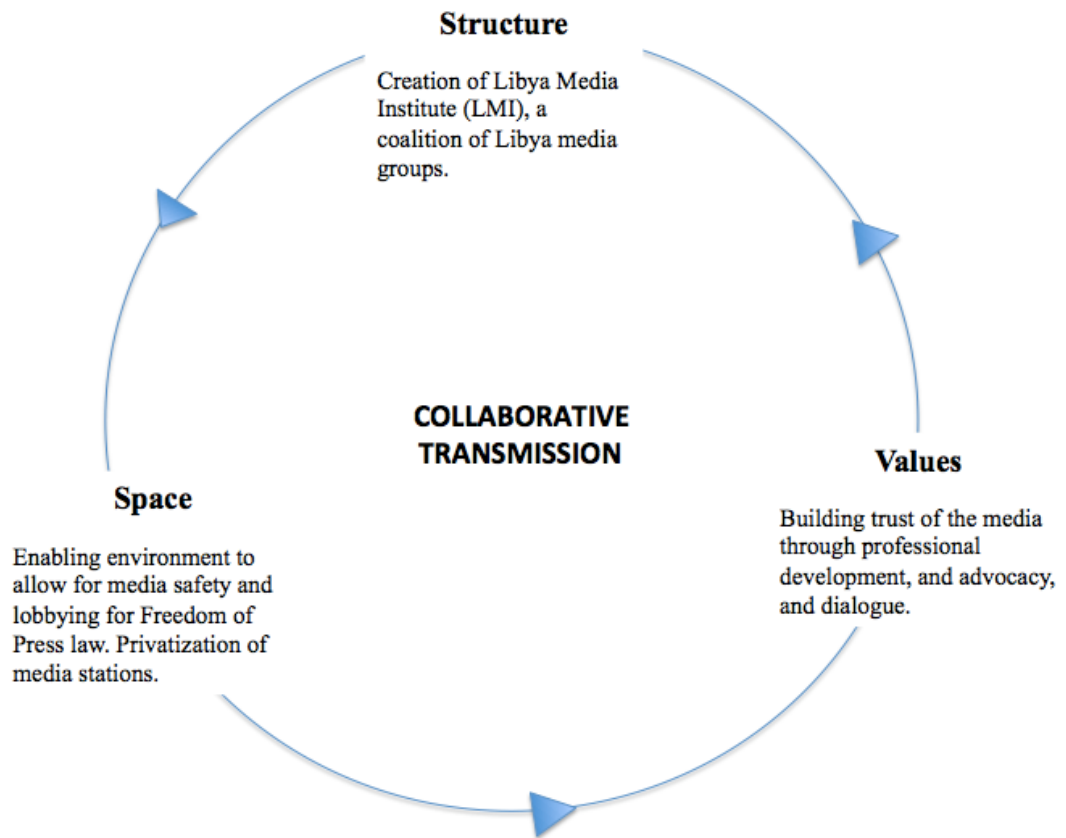 Structure
Creation of Libya Media
Institute (LMI), a
coalition of Libya media
groups.
COLLABORATIVE
TRANSMISSION
Space
Enabling environment to
allow for media safety and
lobbying for Freedom of
Press law. Privatization of
media stations.
Values
Building trust of the media
through professional
development, and advocacy,
and dialogue.